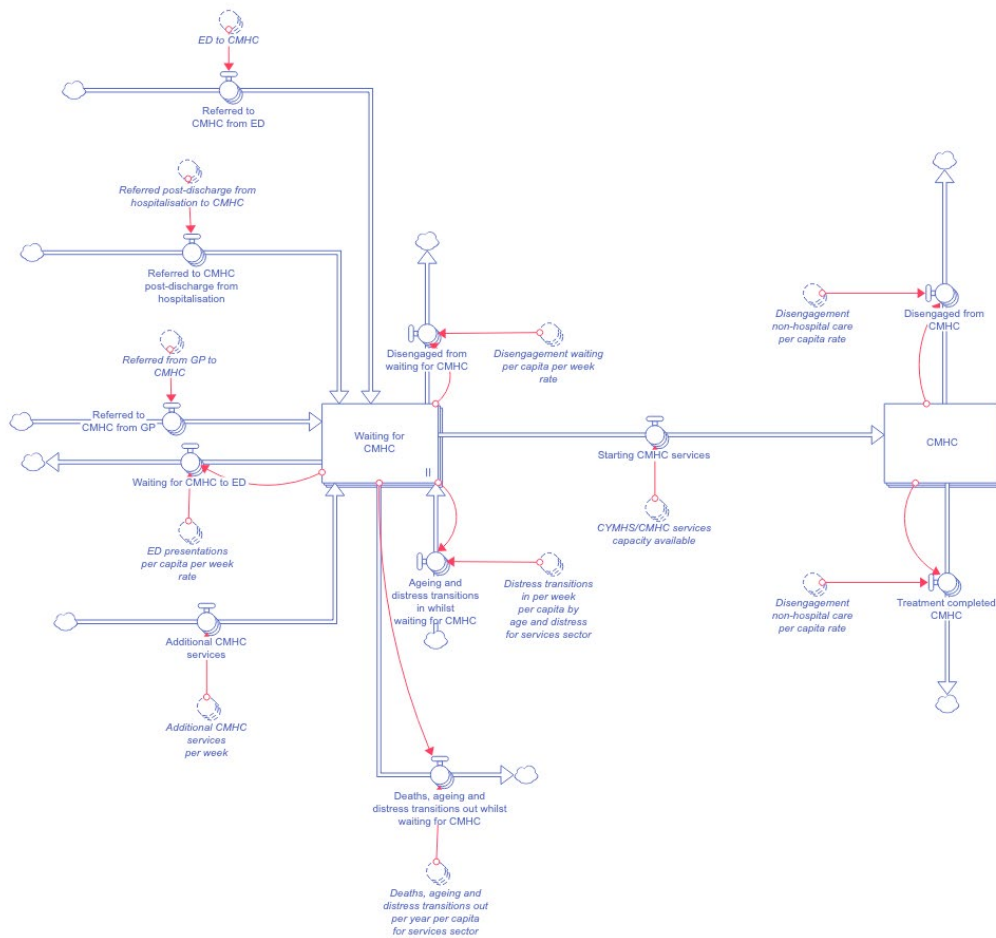 ED to CMHC
Referred to
CMHC from ED
Referred post-discharge from
hospitalisation to CMHC
Referred to CMHC
post-discharge from
hospitalisation
Referred from GP to
CMHC
Referred to
CMHC from GP
Waiting for CMHC to ED
ED presentations
per capita per week
rate
Additional CMHC
services
Additional CMHC
services
per week
Disengaged from
waiting for CMHC
Disengagement waiting
per capita per week
rate
Waiting for
CMHC
II
Starting CMHC services
CYMHS/CMHC services
capacity available
Ageing and
distress transitions
in whilst
waiting for CMHC
Distress transitions
in per week
per capita by
age and distress
for services sector
Deaths, ageing and
distress transitions out whilst
waiting for CMHC
Deaths, ageing and
distress transitions out
per year per capita
for services sector
Disengagement
non-hospital care
per capita rate
Disengaged from
CMHC
CMHC
Disengagement
non-hospital care
per capita rate
Treatment completed
CMHC